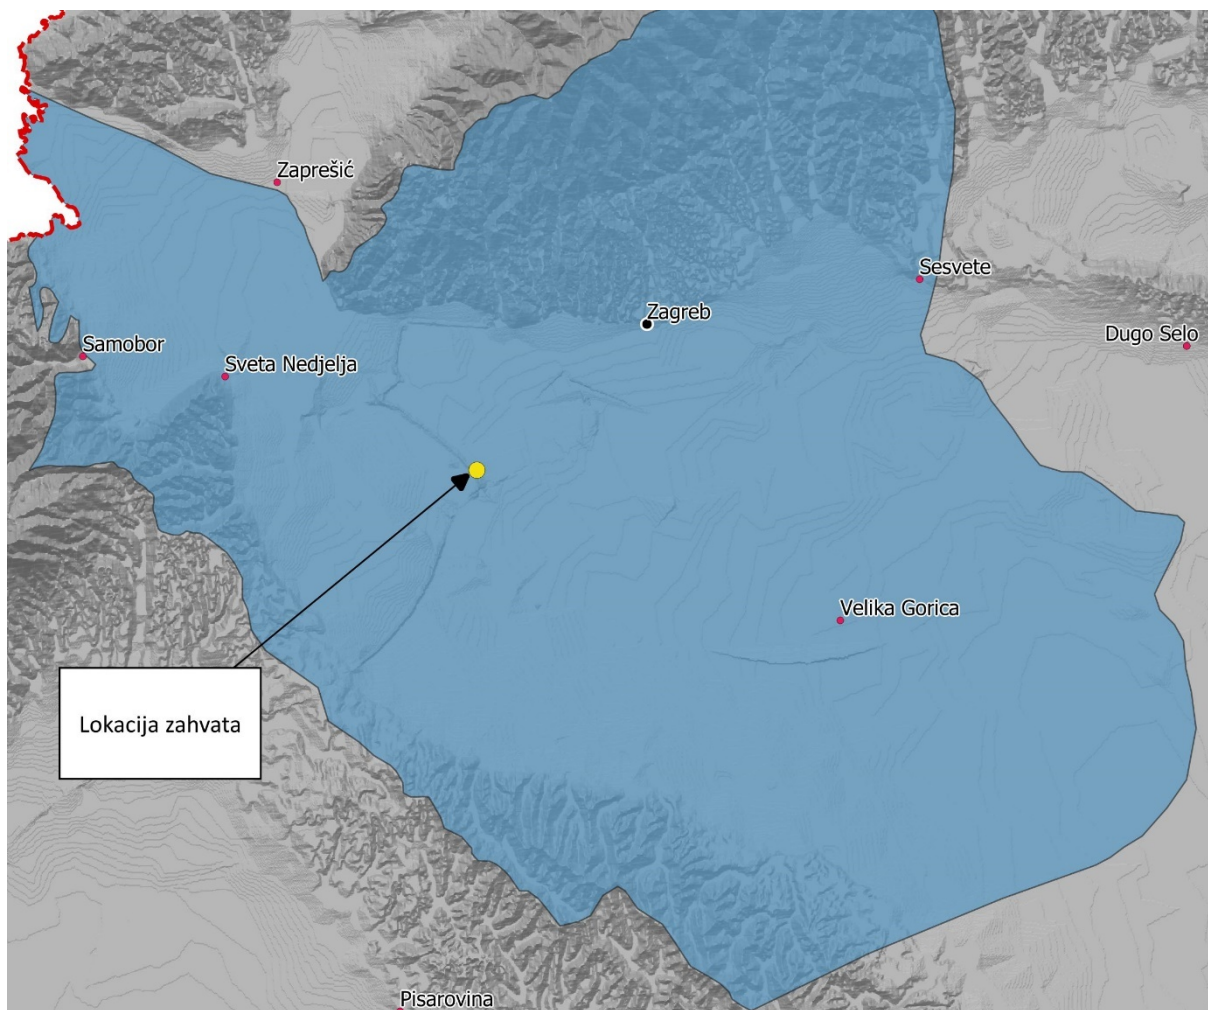 Zaprešić
Sesvete
Zagreb
Dugo Selo
Samobor
Sveta Nedjelja
Velika Gorica
Lokacija zahvata
Pisarovina